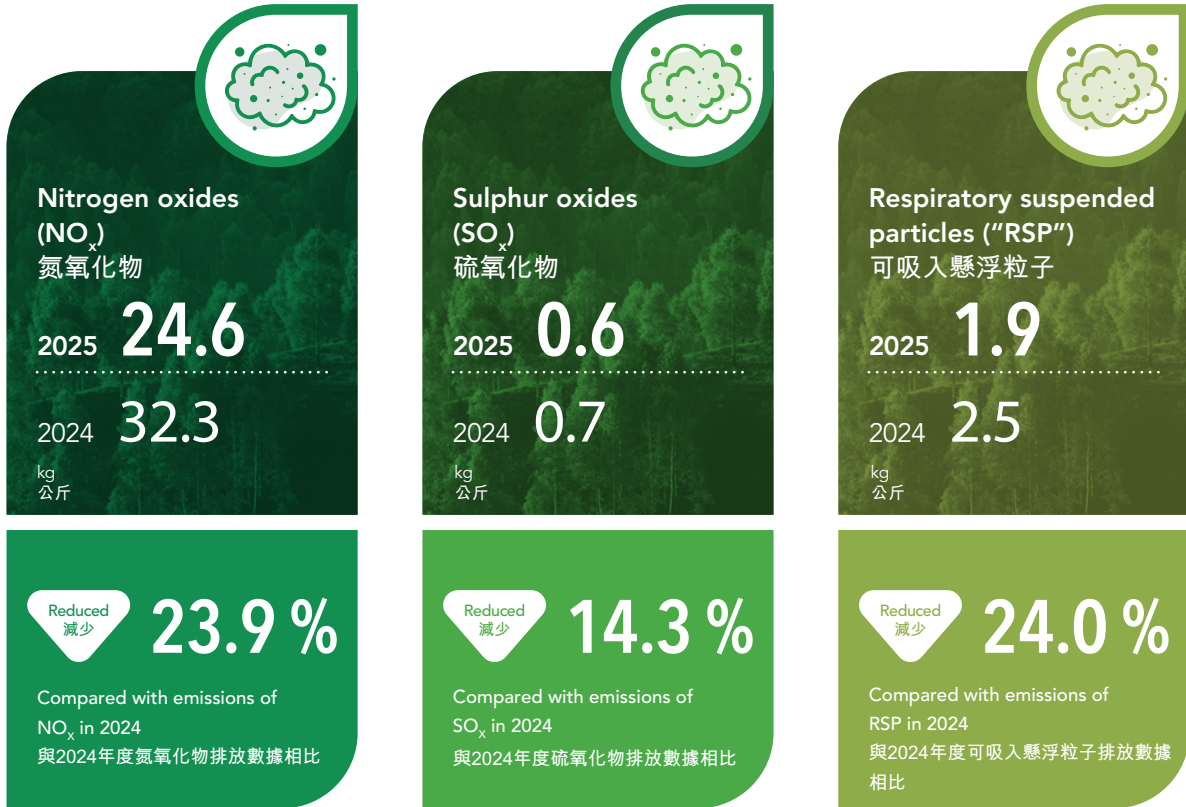 Nitrogen oxides
(NOx)
氮氧化物
2025 24.6
2024 32.3
kg
公斤
Reduced
減少
23.9 %
Compared with emissions of
NOx in 2024
與2024年度氮氧化物排放數據相比
Sulphur oxides
(SOx)
硫氧化物
2025 0.6
2024 0.7
kg
公斤
Reduced
減少
14.3 %
Compared with emissions of
SOx in 2024
與2024年度硫氧化物排放數據相比
Respiratory suspended
particles (“RSP”)
可吸入懸浮粒子
2025 1.9
2024 2.5
kg
公斤
Reduced
減少
24.0 %
Compared with emissions of
RSP in 2024
與2024年度可吸入懸浮粒子排放數據
相比